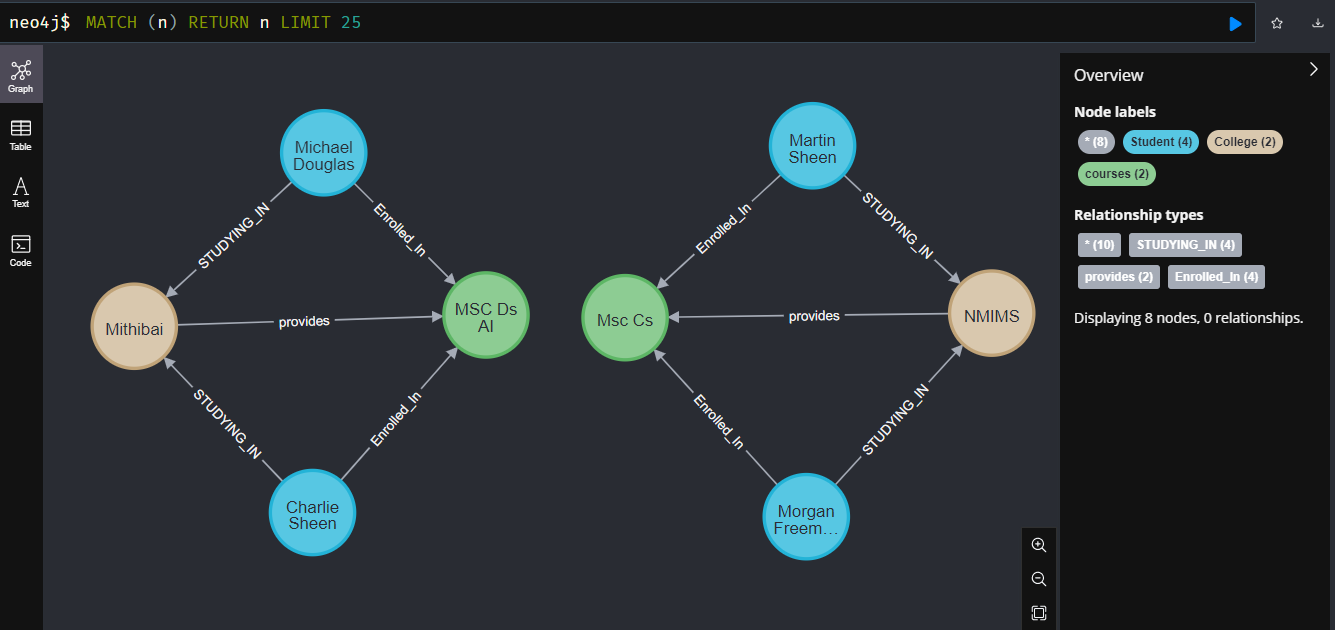 neo4j$ MATCH (n) RETURN n LIMIT 25
Graph
Table
Text
Code
Michael
Douglas
STUDYING_IN
Enrolled_In
Mithibai
provides
MSC Ds
AI
STUDYING_IN
Enrolled_In
Charlie
Sheen
Martin
Sheen
Enrolled_In
STUDYING_IN
Msc Cs
provides
NMIMS
Enrolled_In
STUDYING_IN
Morgan
Freem…
Overview
Node labels
* (8) Student (4) College (2)
courses (2)
Relationship types
* (10) STUDYING_IN (4)
provides (2) Enrolled_In (4)
Displaying 8 nodes, 0 relationships.